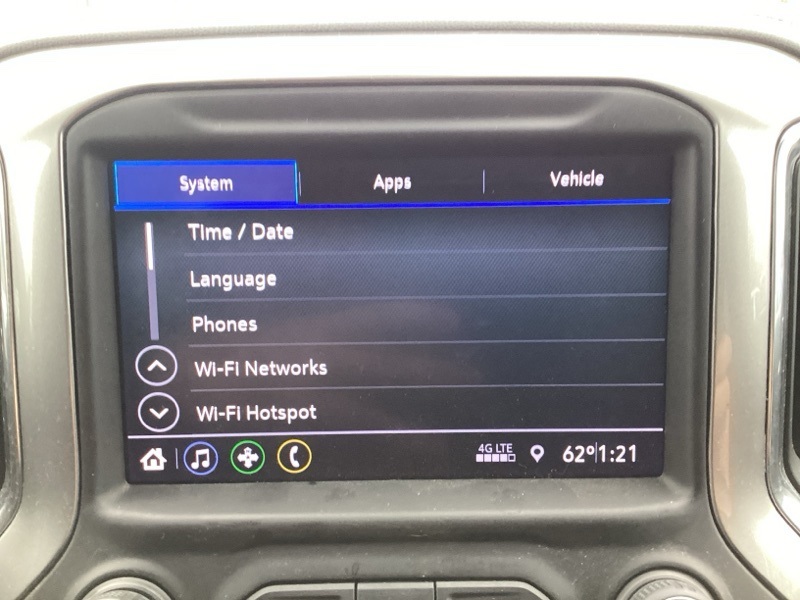 System Apps Vehicle
Time / Date
Language
Phones
Wi-Fi Networks
Wi-Fi Hotspot
4G LTE
62° 1:21